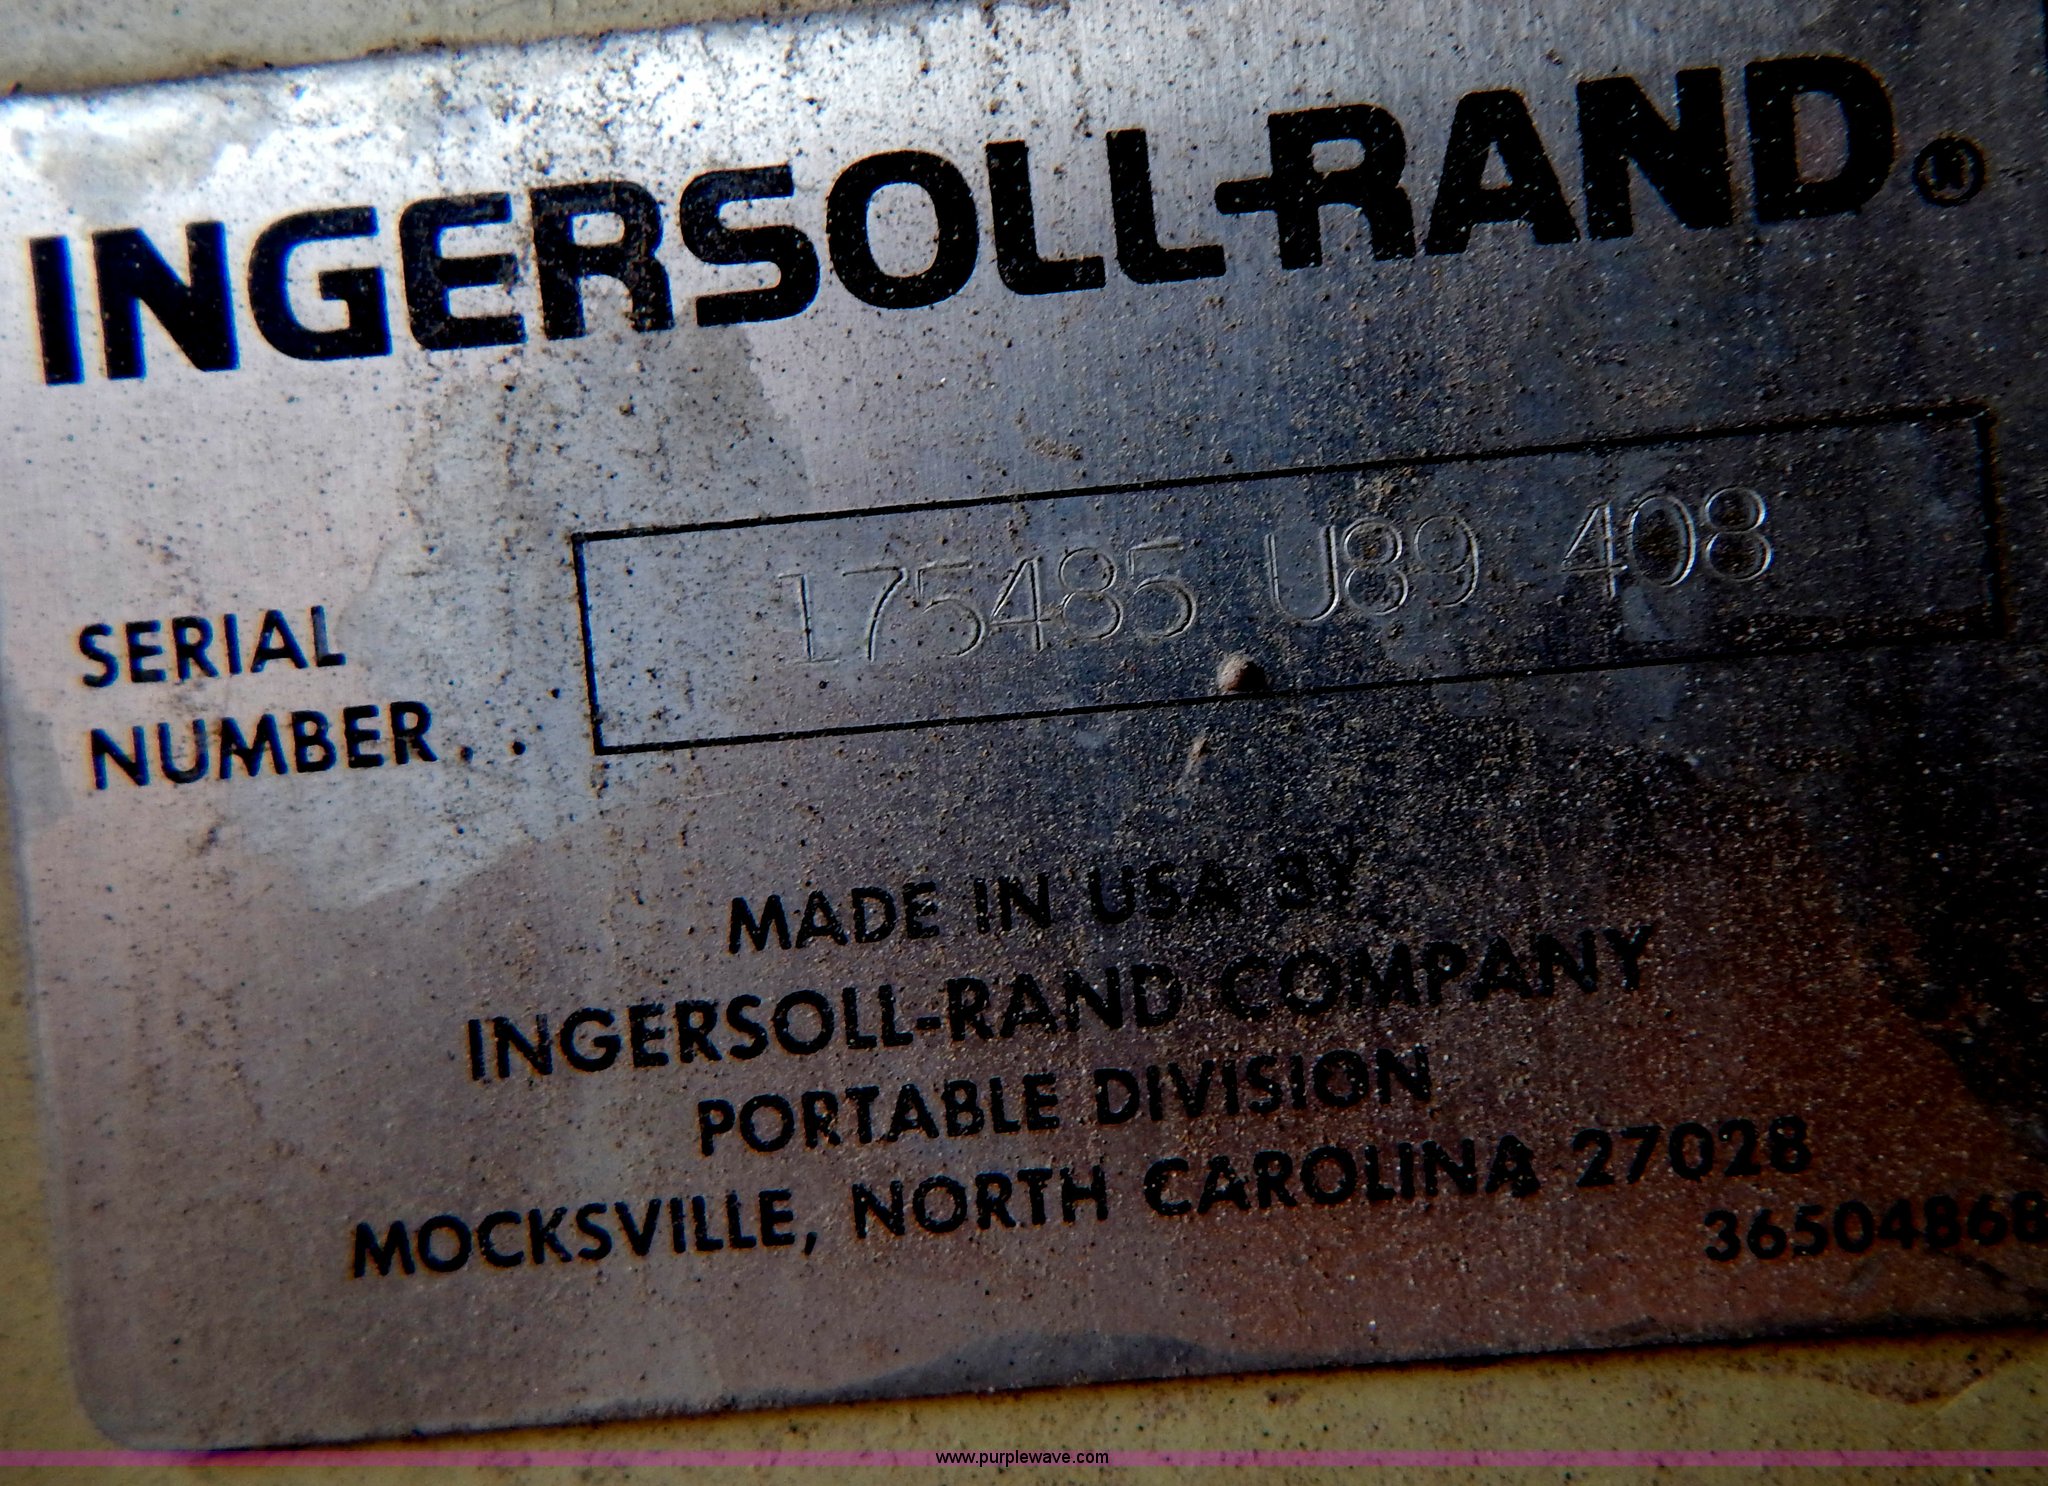 INGERSOLL-RAND®
SERIAL
NUMBER . .
175485 U89 408
MADE IN USA BY
INGERSOLL-RAND COMPANY
PORTABLE DIVISION
MOCKSVILLE, NORTH CAROLINA 27028
36504868
www.purplewave.com